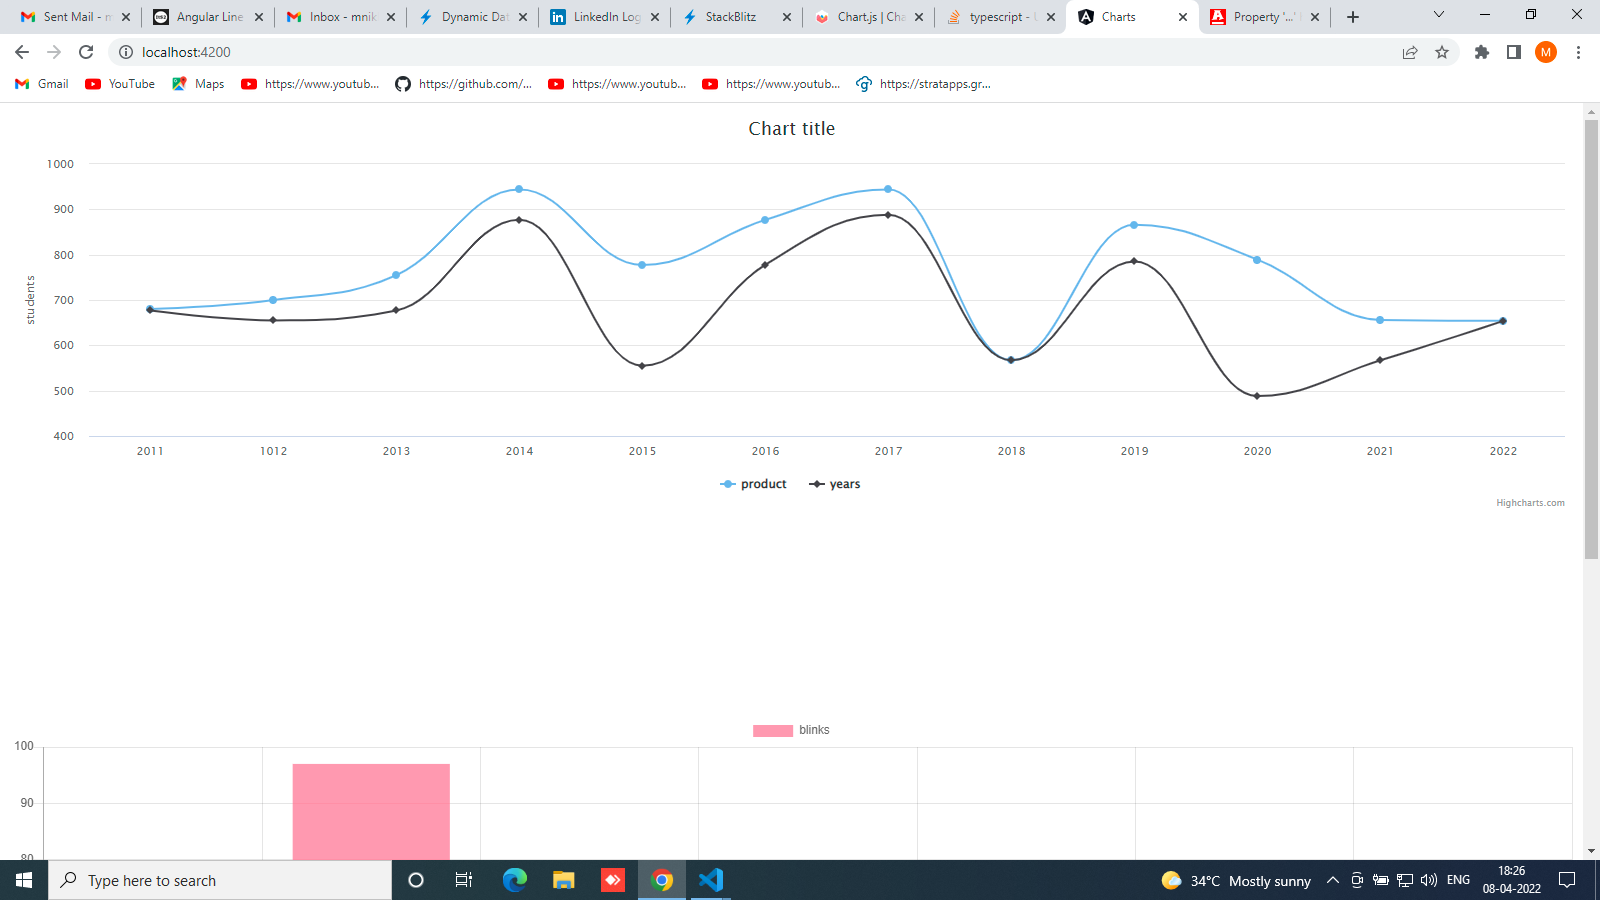 Sent Mail - m
Angular Line
Inbox - mnik
Dynamic Dat
LinkedIn Log
StackBlitz
Chart.js | Cha
typescript - U
Charts
Property '...'
localhost:4200
M
Gmail
YouTube
Maps
https://www.youtub...
https://github.com/...
https://www.youtub...
https://www.youtub...
https://stratapps.gr...
Chart title
1000
900
800
700
600
500
400
students
2011 1012 2013 2014 2015 2016 2017 2018 2019 2020 2021 2022
product years
Highcharts.com
blinks
100
90
80
Type here to search
34°C Mostly sunny
ENG
18:26
08-04-2022